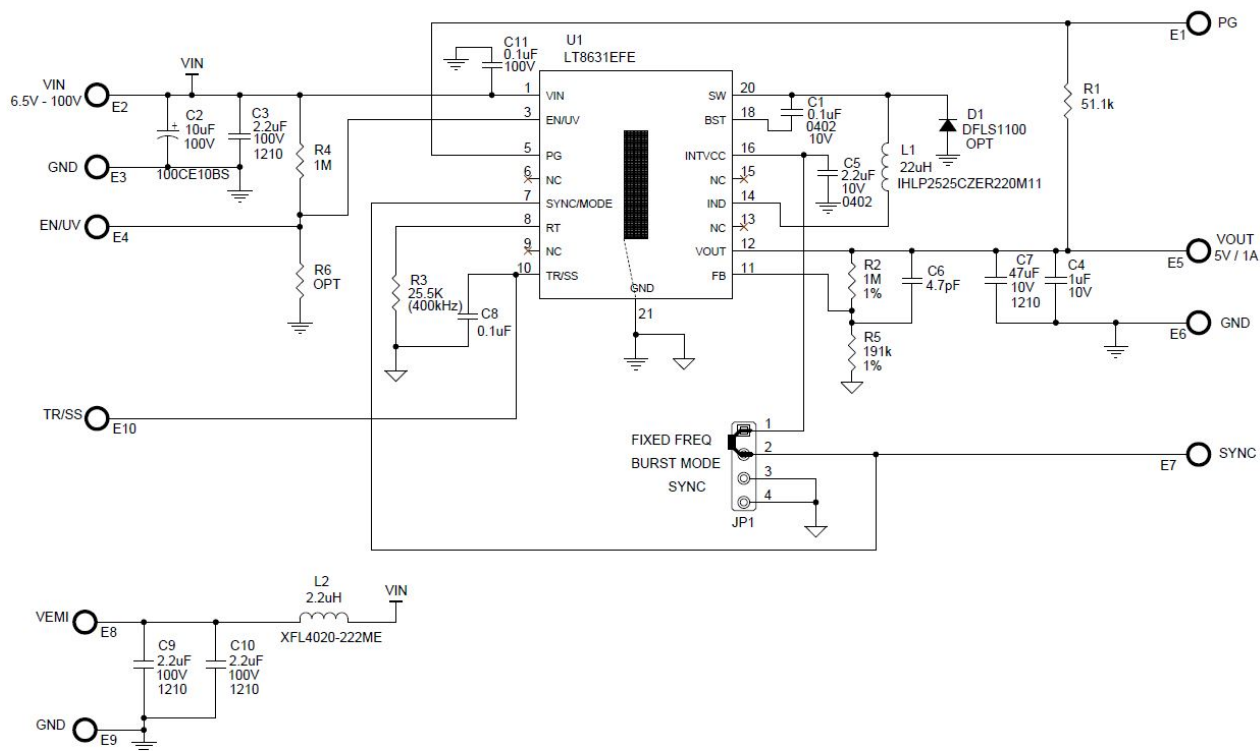 PG
E1
U1
LT8631EFE
C11
0.1uF
100V
VIN
VIN
6.5V - 100V
E2
C2
10uF
100V
+
100CE10BS
C3
2.2uF
100V
1210
R4
1M
GND
E3
EN/UV
E4
R6
OPT
1
VIN
3
EN/UV
5
PG
6
NC
7
SYNC/MODE
8
RT
9
NC
10
TR/SS
20
SW
18
BST
16
INTVCC
15
NC
14
IND
13
NC
12
VOUT
11
FB
GND
21
C1
0.1uF
0402
10V
D1
DFLS1100
OPT
R1
51.1k
C5
2.2uF
10V
0402
L1
22uH
IHLP2525CZER220M11
VOUT
5V / 1A
E5
R2
1M
1%
C6
4.7pF
C7
47uF
10V
1210
C4
1uF
10V
GND
E6
R5
191k
1%
R3
25.5K
(400kHz)
C8
0.1uF
TR/SS
E10
FIXED FREQ
BURST MODE
SYNC
1
2
3
4
JP1
SYNC
E7
L2
2.2uH
XFL4020-222ME
VIN
VEMI
E8
C9
2.2uF
100V
1210
C10
2.2uF
100V
1210
GND
E9